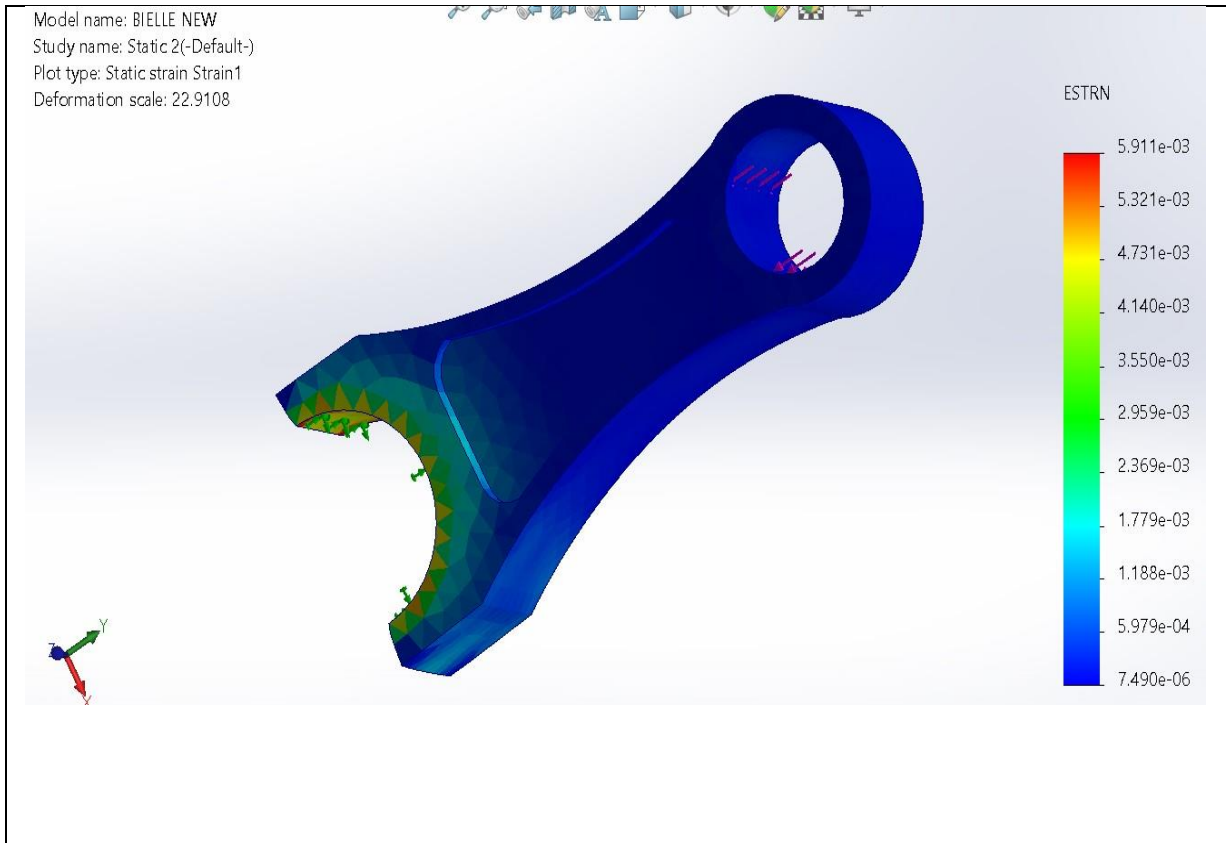 Model name: BIELLE NEW
Study name: Static 2(-Default-)
Plot type: Static strain Strain1
Deformation scale: 22.9108
ESTRN
5.911e-03
5.321e-03
4.731e-03
4.140e-03
3.550e-03
2.959e-03
2.369e-03
1.779e-03
1.188e-03
5.979e-04
7.490e-06
Y
Z
X